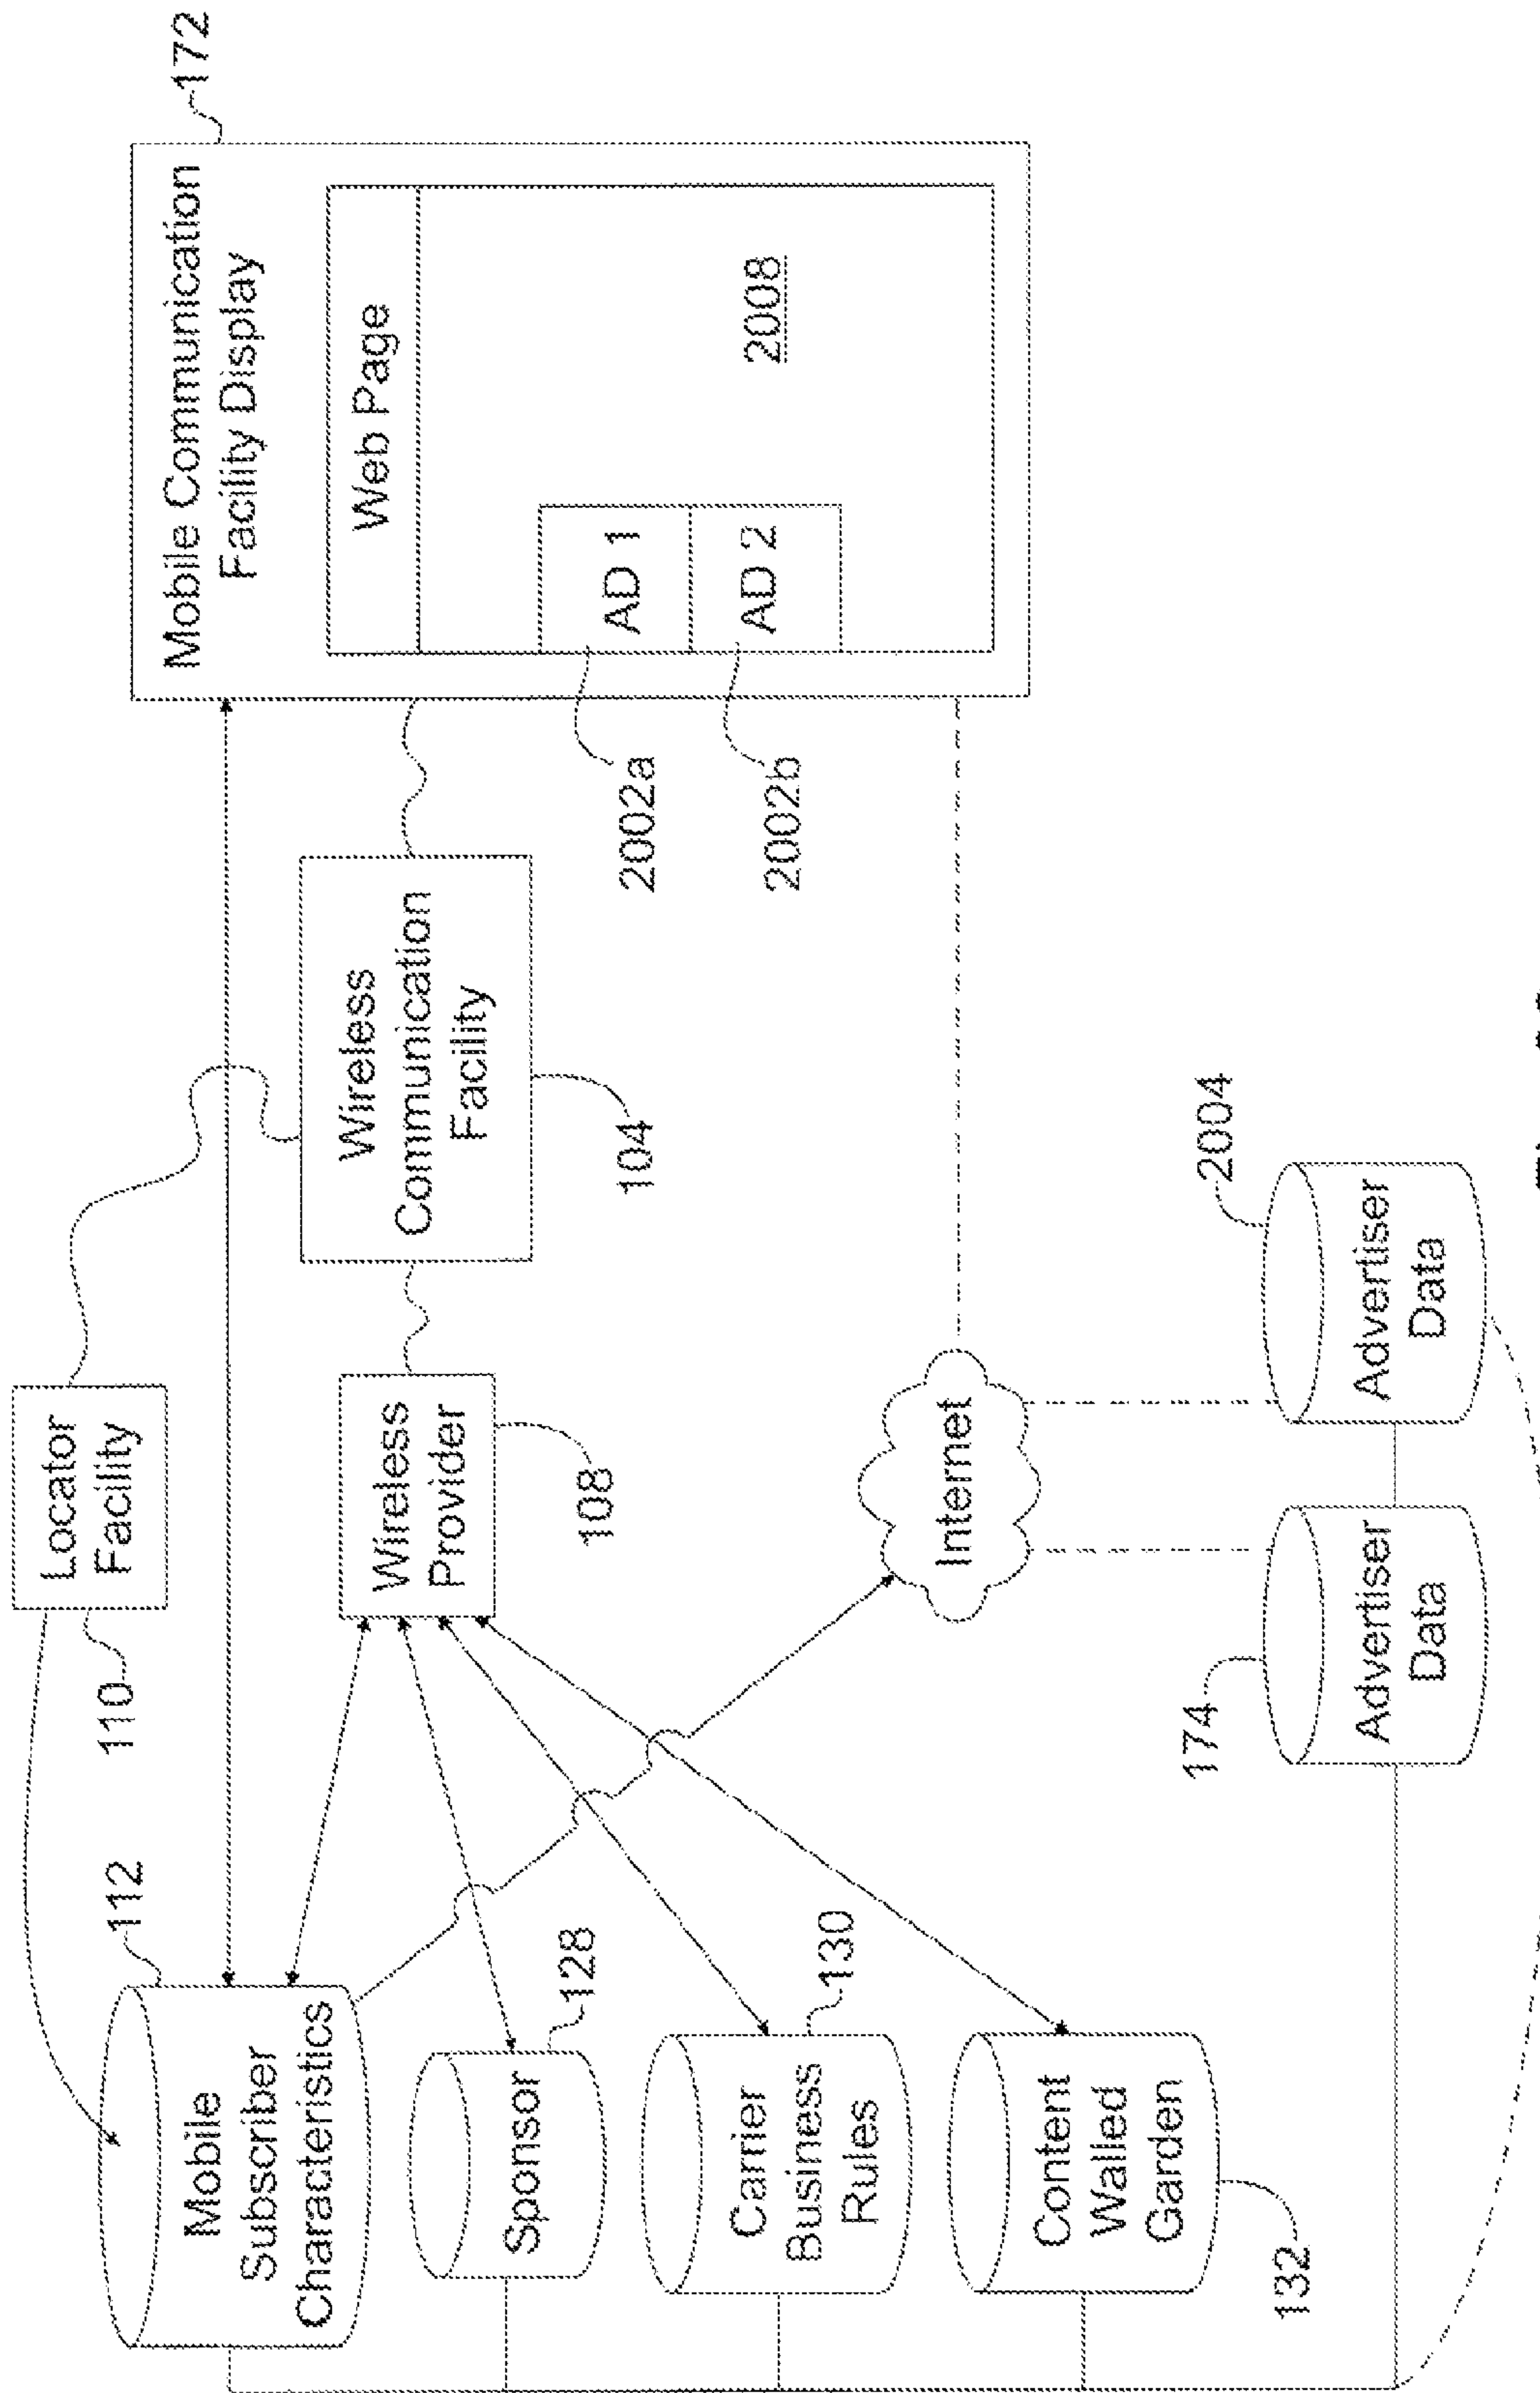 Locator
Facility
110
Mobile
Subscriber
Characteristics
112
Wireless
Provider
108
Wireless
Communication
Facility
104
Mobile Communication
Facility Display
172
Web Page
AD 1
AD 2
2008
2002a
2002b
Sponsor
128
Carrier
Business
Rules
130
Content
Walled
Garden
132
Internet
174
Advertiser
Data
2004
Advertiser
Data